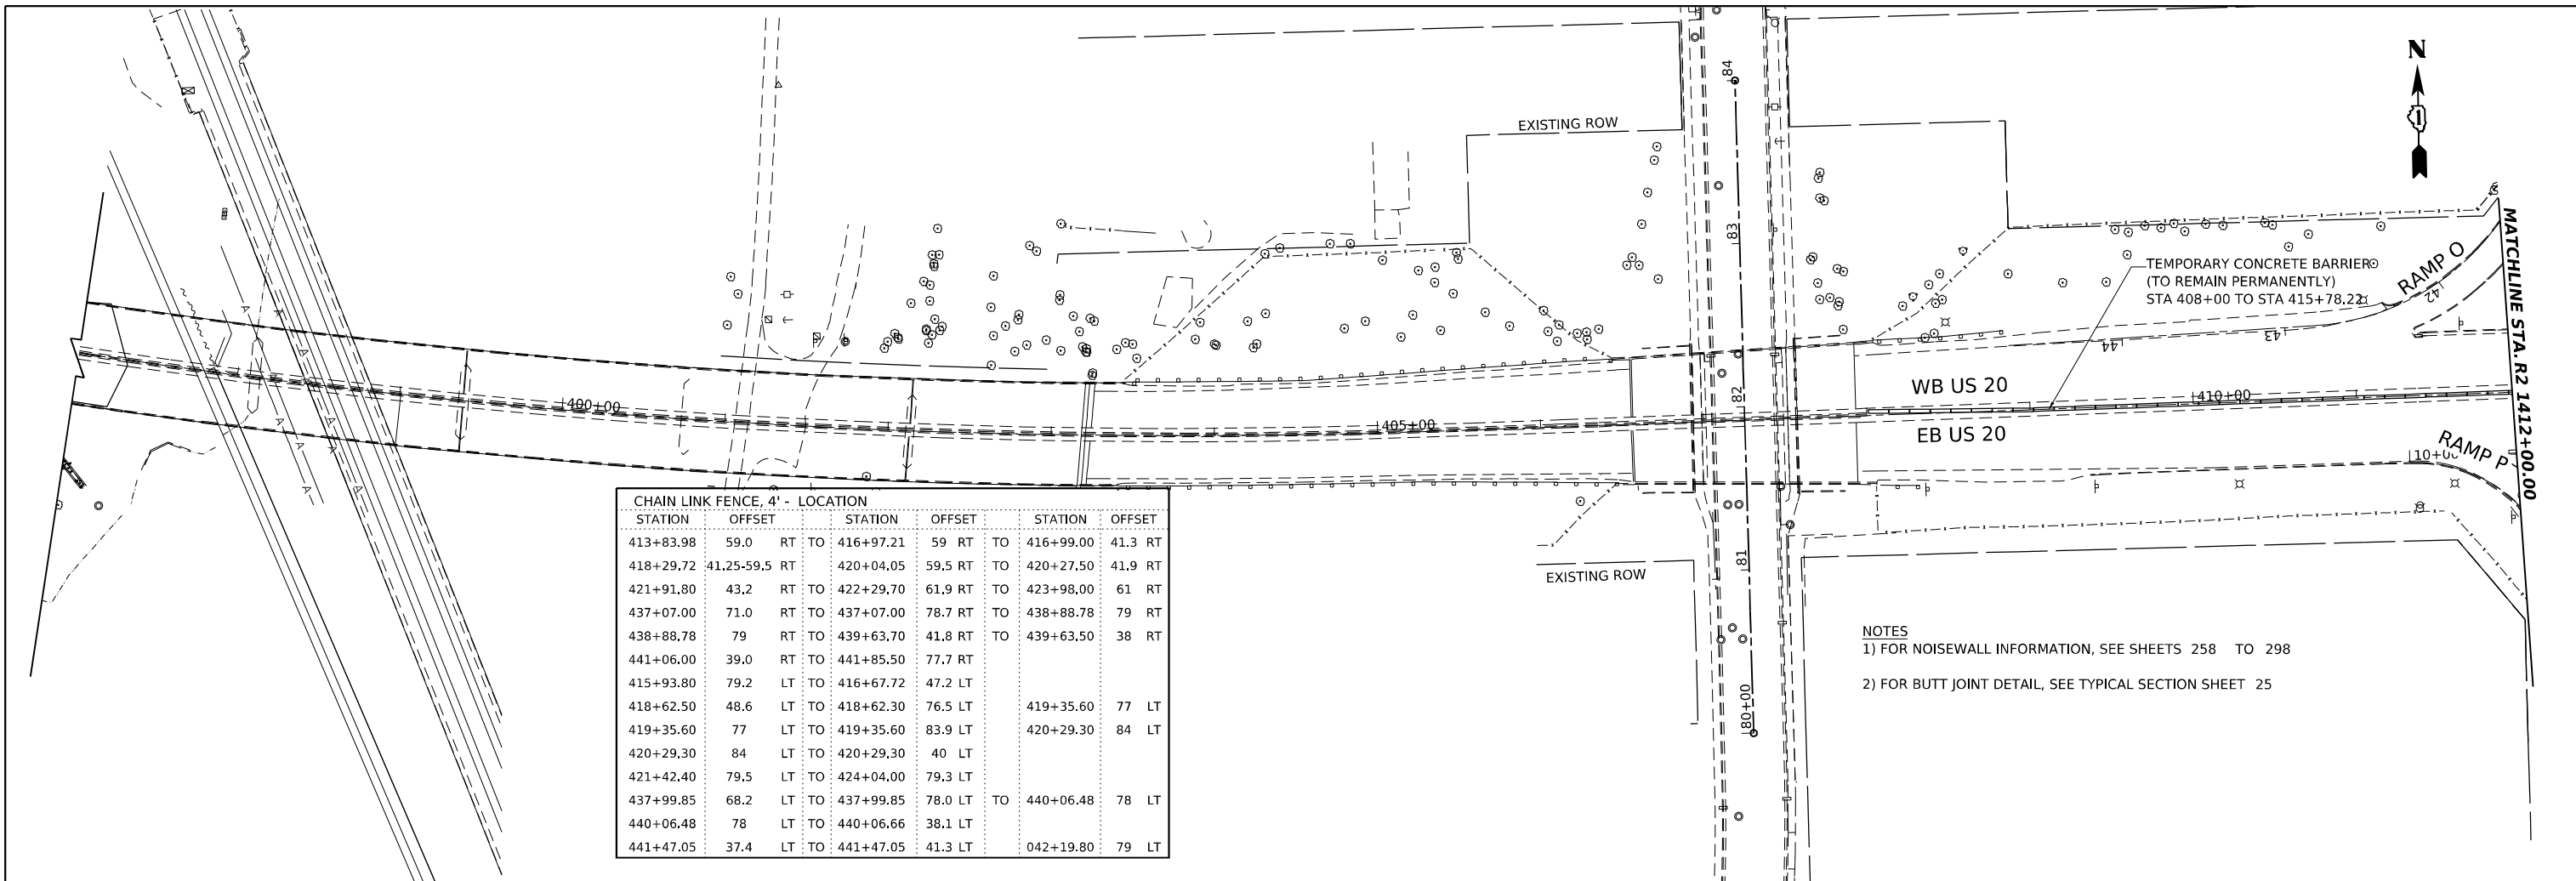 N
1
84
EXISTING ROW
83
MATCHLINE STA. R2 1412+00.00
RAMP O
TEMPORARY CONCRETE BARRIER
(TO REMAIN PERMANENTLY)
STA 408+00 TO STA 415+78.22
42
43
44
82
WB US 20
410+00
400+00
405+00
EB US 20
RAMP P
10+00
CHAIN LINK FENCE, 4' - LOCATION
STATION OFFSET STATION OFFSET STATION OFFSET
413+83.98 59.0 RT TO 416+97.21 59 RT TO 416+99.00 41.3 RT
418+29.72 41.25-59.5 RT 420+04.05 59.5 RT TO 420+27.50 41.9 RT
421+91.80 43.2 RT TO 422+29.70 61.9 RT TO 423+98.00 61 RT
437+07.00 71.0 RT TO 437+07.00 78.7 RT TO 438+88.78 79 RT
438+88.78 79 RT TO 439+63.70 41.8 RT TO 439+63.50 38 RT
441+06.00 39.0 RT TO 441+85.50 77.7 RT
415+93.80 79.2 LT TO 416+67.72 47.2 LT
418+62.50 48.6 LT TO 418+62.30 76.5 LT 419+35.60 77 LT
419+35.60 77 LT TO 419+35.60 83.9 LT 420+29.30 84 LT
420+29.30 84 LT TO 420+29.30 40 LT
421+42.40 79.5 LT TO 424+04.00 79.3 LT
437+99.85 68.2 LT TO 437+99.85 78.0 LT TO 440+06.48 78 LT
440+06.48 78 LT TO 440+06.66 38.1 LT
441+47.05 37.4 LT TO 441+47.05 41.3 LT 042+19.80 79 LT
81
EXISTING ROW
80+00
NOTES
1) FOR NOISEWALL INFORMATION, SEE SHEETS 258 TO 298
2) FOR BUTT JOINT DETAIL, SEE TYPICAL SECTION SHEET 25